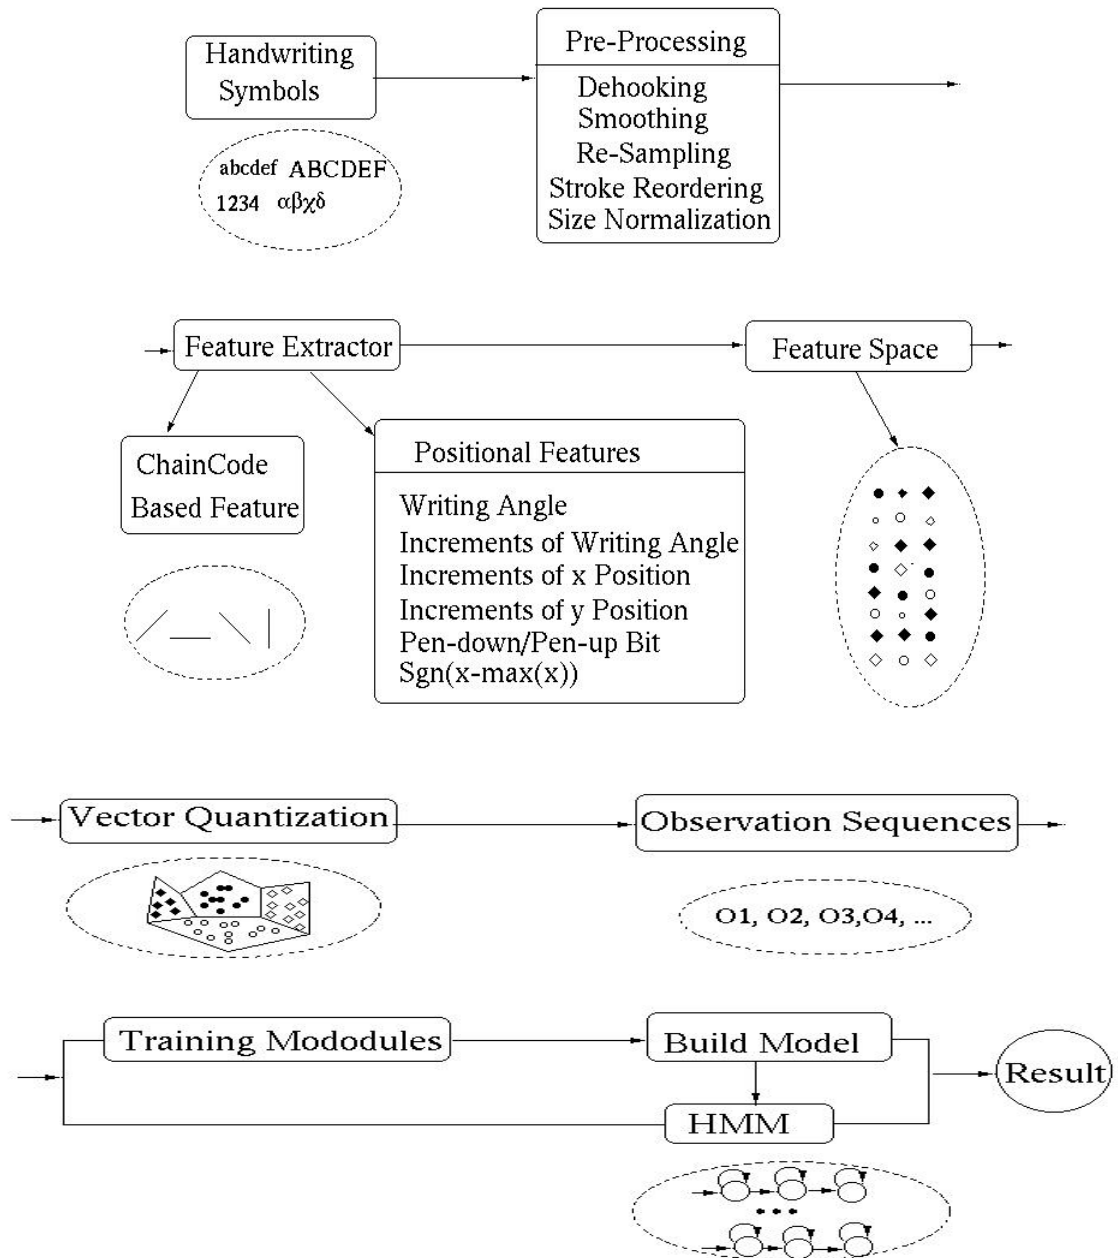 Handwriting
Symbols
abcdef ABCDEF
1234 αβχδ
Pre-Processing
Dehooking
Smoothing
Re-Sampling
Stroke Reordering
Size Normalization
Feature Extractor
Feature Space
ChainCode
Based Feature
Positional Features
Writing Angle
Increments of Writing Angle
Increments of x Position
Increments of y Position
Pen-down/Pen-up Bit
Sgn(x-max(x))
Vector Quantization
Observation Sequences
O1, O2, O3,O4, ...
Training Mododules
Build Model
HMM
Result